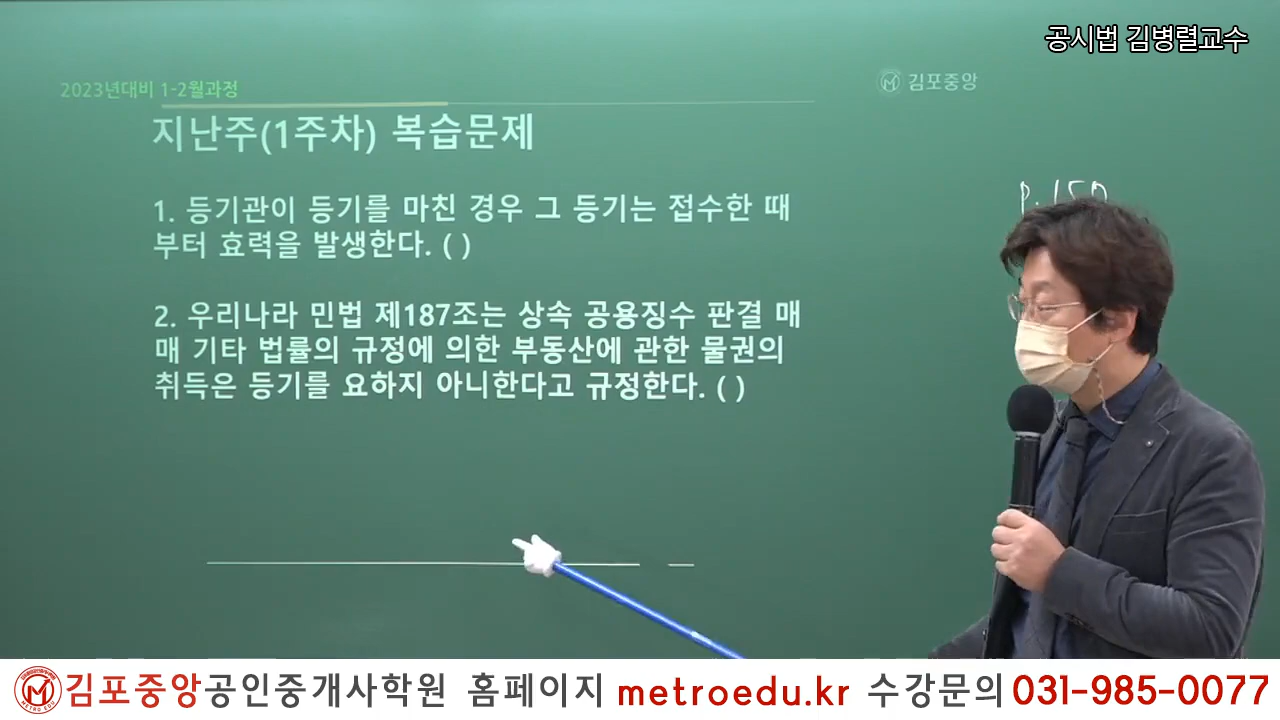 공시법 김병렬교수
2023년대비 1-2월과정
김포중앙
지난주(1주차) 복습문제
p.150
1. 등기관이 등기를 마친 경우 그 등기는 접수한 때
부터 효력을 발생한다. ( )
2. 우리나라 민법 제187조는 상속 공용징수 판결 매
매 기타 법률의 규정에 의한 부동산에 관한 물권의
취득은 등기를 요하지 아니한다고 규정한다. ( )
김포중앙공인중개사학원 홈페이지 metroedu.kr 수강문의 031-985-0077
METRO EDU